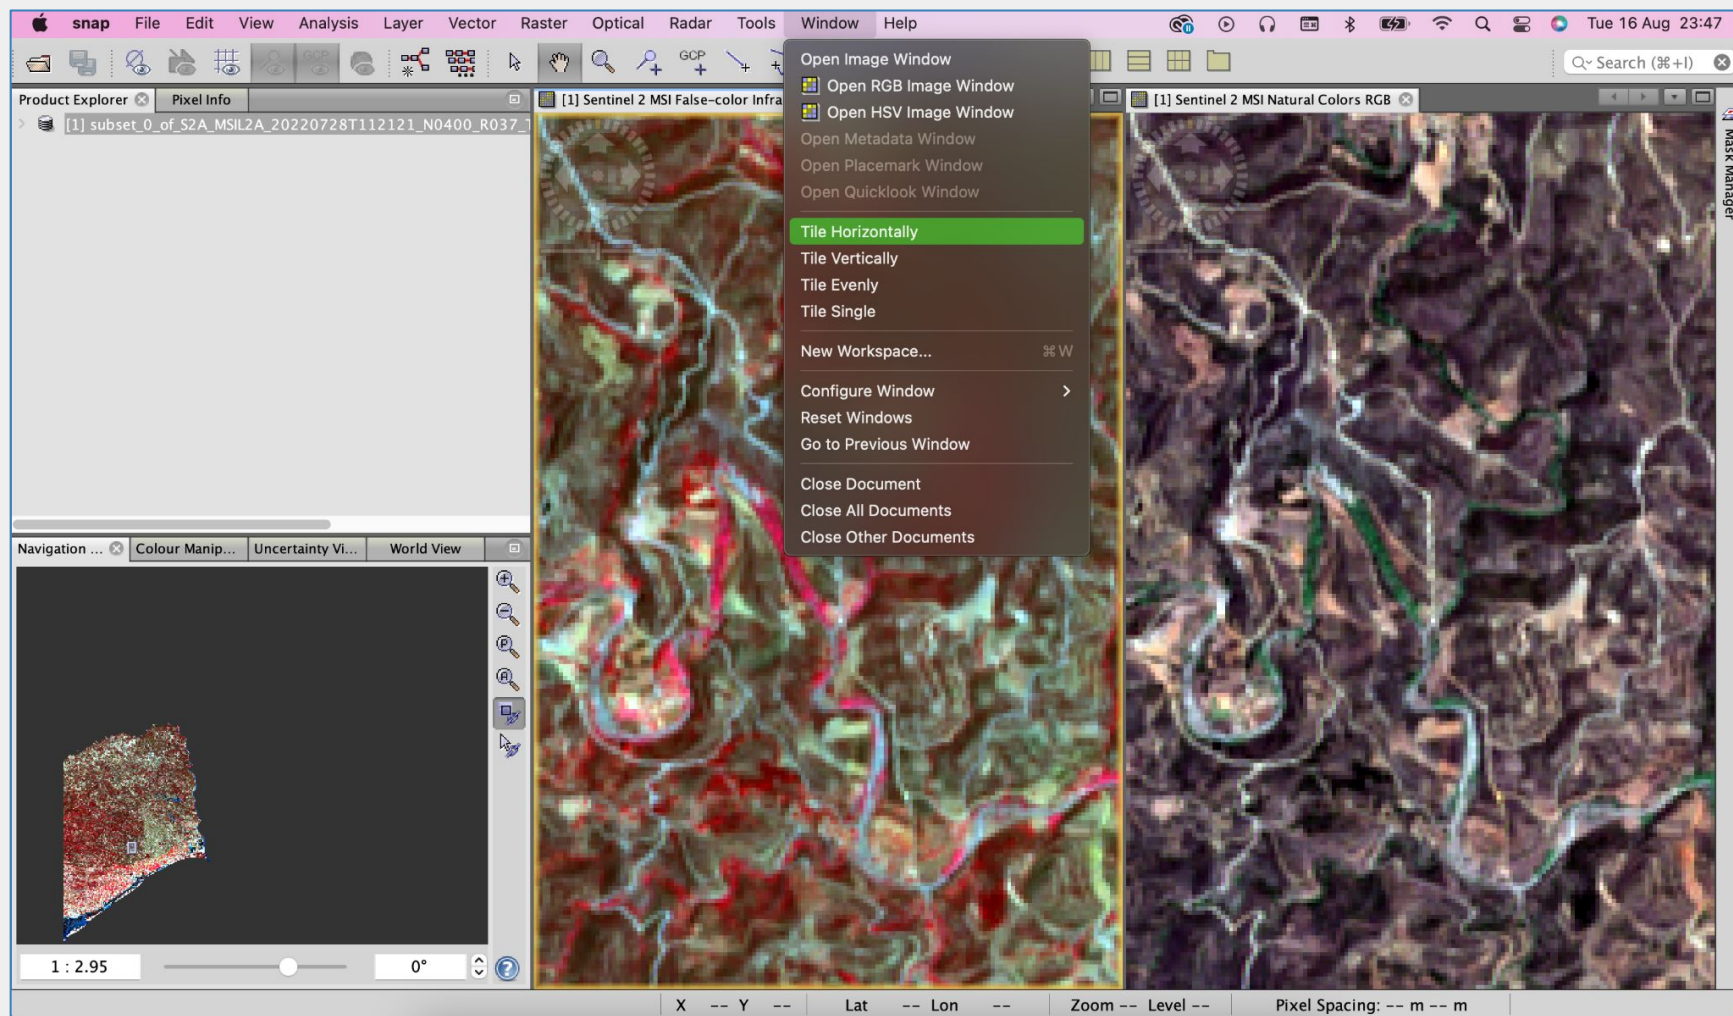 snap File Edit View Analysis Layer Vector Raster Optical Radar Tools Window Help Tue 16 Aug 23:47
GCP GCP
Search (⌘+I)
Product Explorer Pixel Info
[1] subset_0_of_S2A_MSIL2A_20220728T112121_N0400_R037_
[1] Sentinel 2 MSI False-color Infra
[1] Sentinel 2 MSI Natural Colors RGB
Mask Manager
Open Image Window
Open RGB Image Window
Open HSV Image Window
Open Metadata Window
Open Placemark Window
Open Quicklook Window
Tile Horizontally
Tile Vertically
Tile Evenly
Tile Single
New Workspace... ⌘W
Configure Window
Reset Windows
Go to Previous Window
Close Document
Close All Documents
Close Other Documents
Navigation ... Colour Manip... Uncertainty Vi... World View
1 : 2.95 0°
X -- Y -- Lat -- Lon -- Zoom -- Level -- Pixel Spacing: -- m -- m